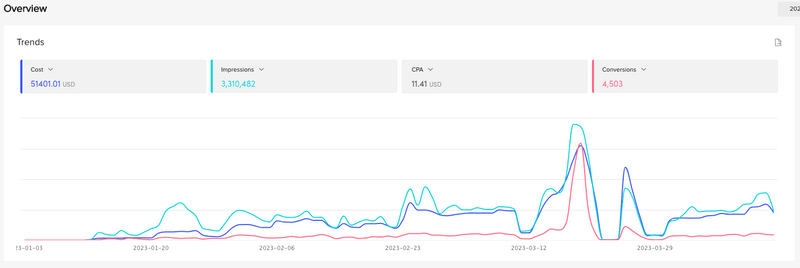 Overview
202
Trends
Cost Impressions CPA Conversions
51401.01 USD 3,310,482 11.41 USD 4,503
23-01-03 2023-01-20 2023-02-06 2023-02-23 2023-03-12 2023-03-29